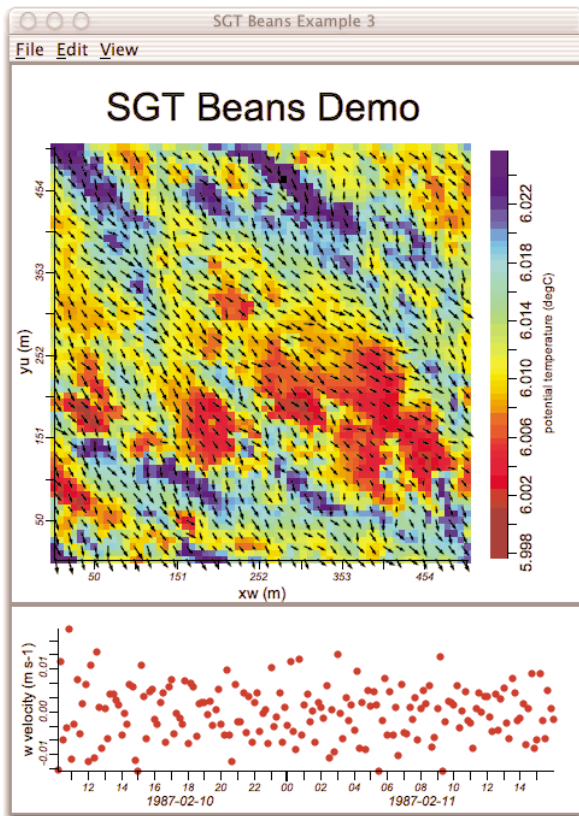 SGT Beans Example 3
File Edit View
SGT Beans Demo
454
353
252
151
50
yu (m)
50 151 252 353 454
xw (m)
6.022
6.018
6.014
6.010
6.006
6.002
5.998
potential temperature (degC)
0.01
0.00
-0.01
w velocity (m s-1)
12 14 16 18 20 22 00 02 04 06 08 10 12 14
1987-02-10 1987-02-11